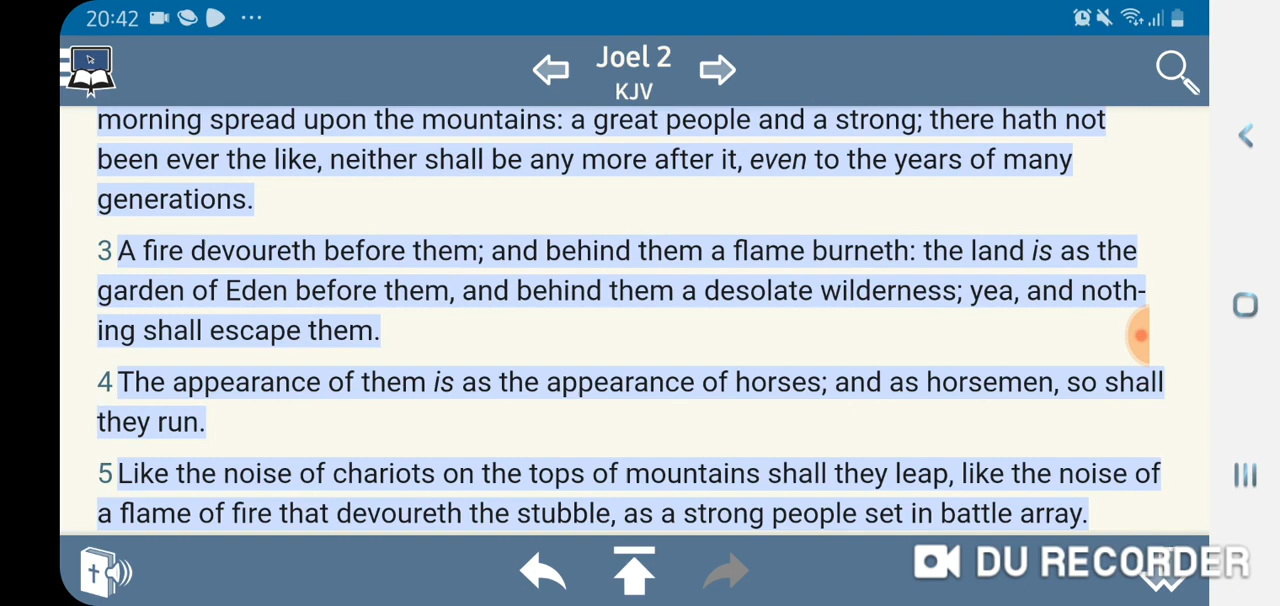 20:42
Joel 2
KJV
morning spread upon the mountains: a great people and a strong; there hath not
been ever the like, neither shall be any more after it, even to the years of many
generations.
3 A fire devoureth before them; and behind them a flame burneth: the land is as the
garden of Eden before them, and behind them a desolate wilderness; yea, and noth-
ing shall escape them.
4 The appearance of them is as the appearance of horses; and as horsemen, so shall
they run.
5 Like the noise of chariots on the tops of mountains shall they leap, like the noise of
a flame of fire that devoureth the stubble, as a strong people set in battle array.
DU RECORDER